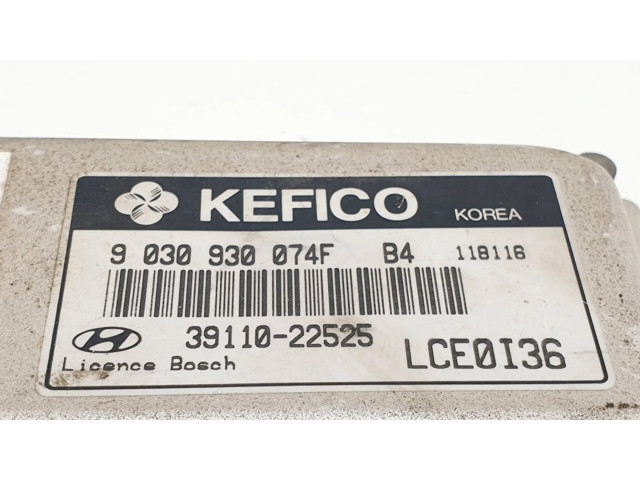 KEFICO KOREA
9 030 930 074F B4 118116
39110-22525
Licence Bosch LCE0I36